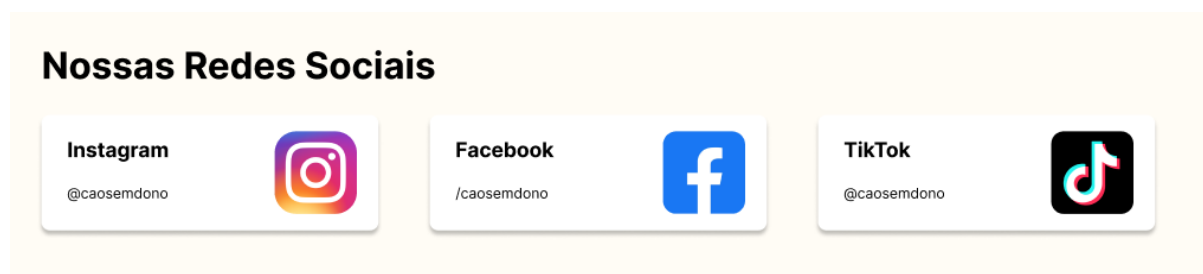 Nossas Redes Sociais
Instagram
@caosemdono
Facebook
/caosemdono
TikTok
@caosemdono